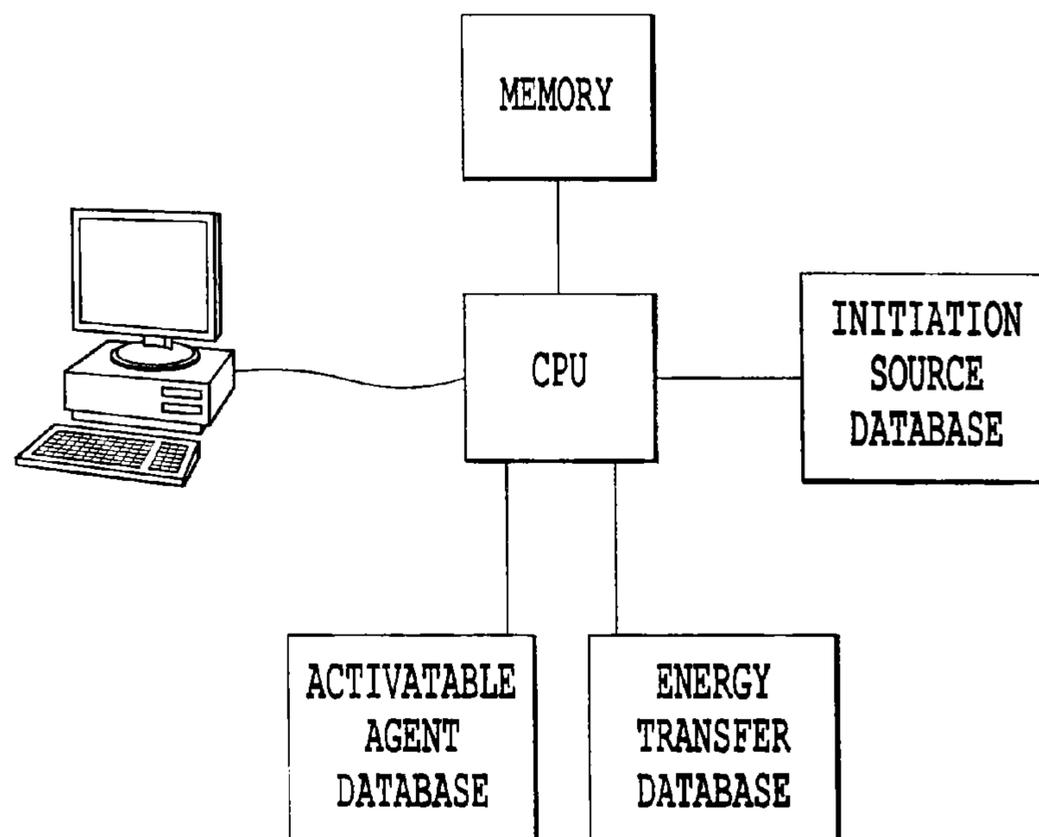 MEMORY
CPU
INITIATION
SOURCE
DATABASE
ACTIVATABLE
AGENT
DATABASE
ENERGY
TRANSFER
DATABASE